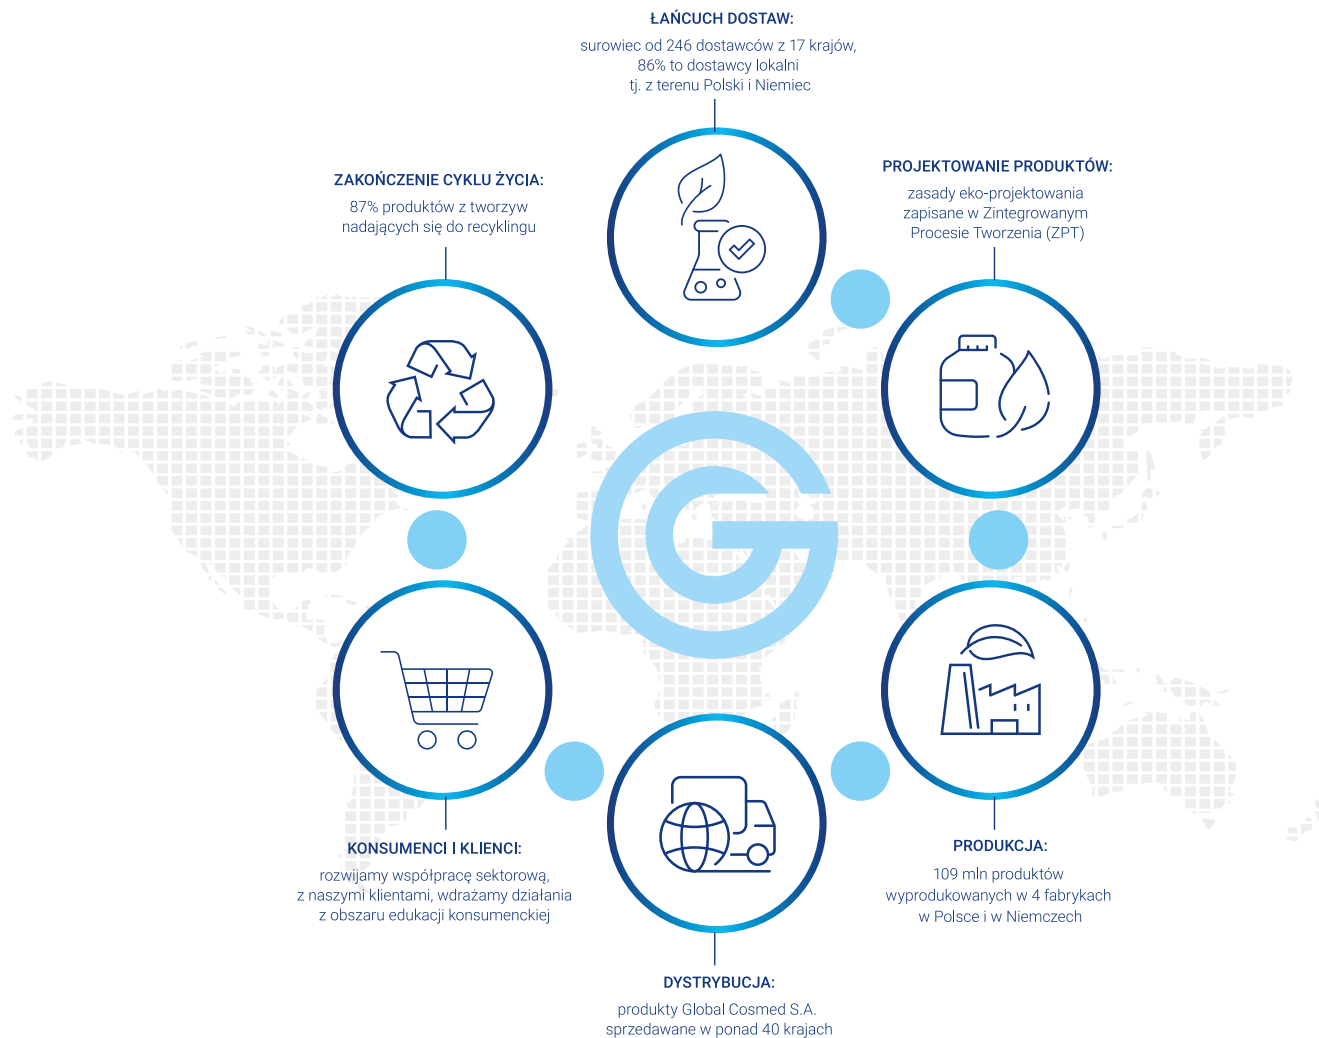 ŁAŃCUCH DOSTAW:
surowiec od 246 dostawców z 17 krajów,
86% to dostawcy lokalni
tj. z terenu Polski i Niemiec
PROJEKTOWANIE PRODUKTÓW:
zasady eko-projektowania
zapisane w Zintegrowanym
Procesie Tworzenia (ZPT)
ZAKOŃCZENIE CYKLU ŻYCIA:
87% produktów z tworzyw
nadających się do recyklingu
KONSUMENCI I KLIENCI:
rozwijamy współpracę sektorową,
z naszymi klientami, wdrażamy działania
z obszaru edukacji konsumenckiej
PRODUKCJA:
109 mln produktów
wyprodukowanych w 4 fabrykach
w Polsce i w Niemczech
DYSTRYBUCJA:
produkty Global Cosmed S.A.
sprzedawane w ponad 40 krajach